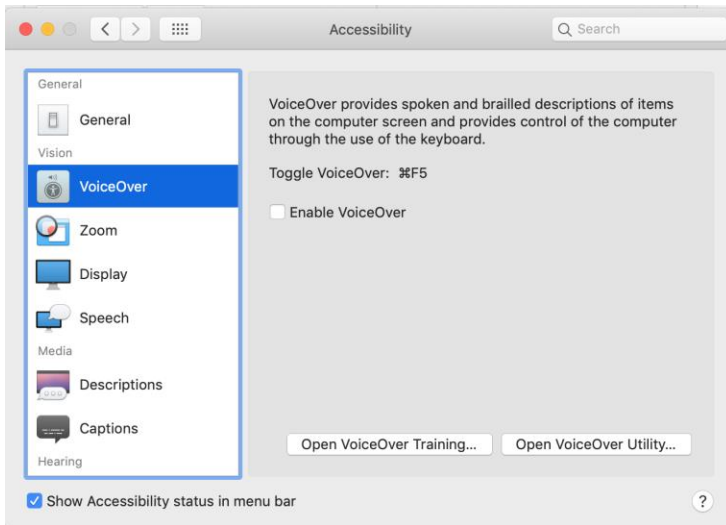 Accessibility
Search
General
General
Vision
VoiceOver
Zoom
Display
Speech
Media
Descriptions
Captions
Hearing
VoiceOver provides spoken and brailled descriptions of items
on the computer screen and provides control of the computer
through the use of the keyboard.
Toggle VoiceOver: ⌘F5
Enable VoiceOver
Open VoiceOver Training...
Open VoiceOver Utility...
Show Accessibility status in menu bar
?